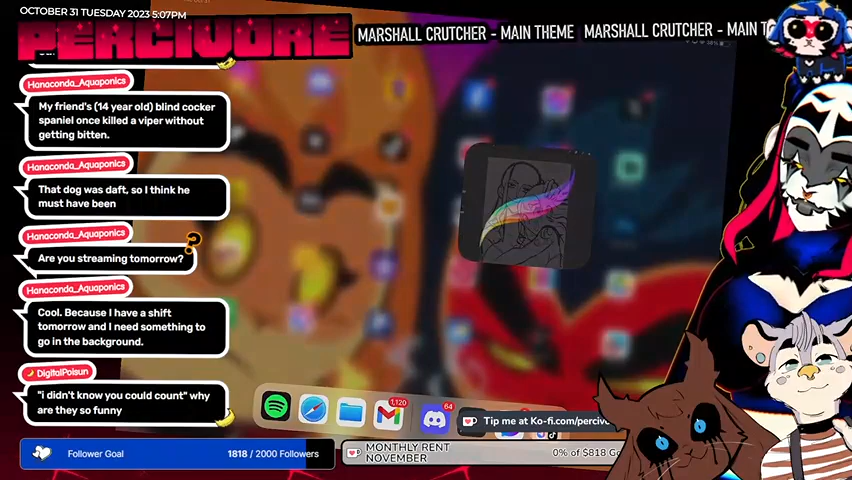 OCTOBER 31 TUESDAY 2023 5:07PM
PERCIVORE
MARSHALL CRUTCHER - MAIN THEME MARSHALL CRUTCHER - MAIN
Hanaconda_Aquaponics
My friend's (14 year old) blind cocker
spaniel once killed a viper without
getting bitten.
Hanaconda_Aquaponics
That dog was daft, so I think he
must have been
Hanaconda_Aquaponics
Are you streaming tomorrow?
Hanaconda_Aquaponics
Cool. Because I have a shift
tomorrow and I need something to
go in the background.
DigitalPoisun
"i didn't know you could count" why
are they so funny
1,120
64
Tip me at Ko-fi.com/percivo
Follower Goal
1818 / 2000 Followers
MONTHLY RENT
NOVEMBER
0% of $818